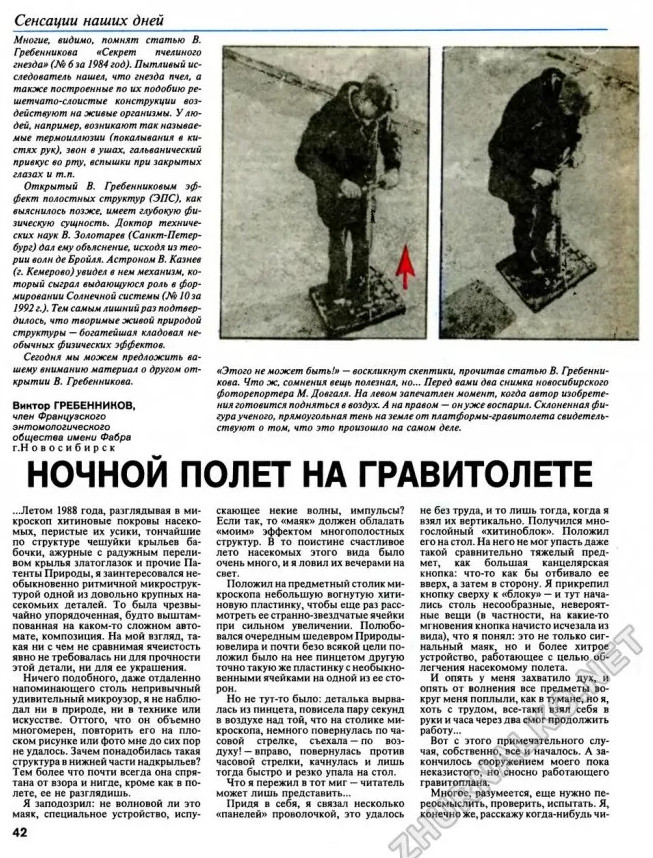 Сенсации наших дней
Многие, видимо, помнят статью В.
Гребенникова «Секрет пчелиного
гнезда» (№ 6 за 1984 год). Пытливый ис-
следователь нашел, что гнезда пчел, а
также построенные по их подобию ре-
шетчато-слоистые конструкции воз-
действуют на живые организмы. У лю-
дей, например, возникают так называе-
мые термоиллюзии (покалывания в ки-
стях рук), звон в ушах, гальванический
привкус во рту, вспышки при закрытых
глазах и т.п.
Открытый В. Гребенниковым эф-
фект полостных структур (ЭПС), как
выяснилось позже, имеет глубокую фи-
зическую сущность. Доктор техниче-
ских наук В. Золотарев (Санкт-Петер-
бург) дал ему объяснение, исходя из тео-
рии волн де Бройля. Астроном В. Казнев
(г. Кемерово) увидел в нем механизм, ко-
торый сыграл выдающуюся роль в фор-
мировании Солнечной системы (№ 10 за
1992 г.). Тем самым лишний раз подтвер-
дилось, что творимые живой природой
структуры — богатейшая кладовая не-
обычных физических эффектов.
Сегодня мы можем предложить ва-
шему вниманию материал о другом от-
крытии В. Гребенникова.
Виктор ГРЕБЕННИКОВ,
член Французского
энтомологического
общества имени Фабра
г.Новосибирск
«Этого не может быть!» — воскликнут скептики, прочитав статью В. Гребенни-
кова. Что ж, сомнения вещь полезная, но... Перед вами два снимка новосибирского
фоторепортера М. Довгаля. На левом запечатлен момент, когда автор изобрете-
ния готовится подняться в воздух. А на правом — он уже воспарил. Склоненная фи-
гура ученого, прямоугольная тень на земле от платформы-гравитолета свидетель-
ствуют о том, что это произошло на самом деле.
НОЧНОЙ ПОЛЕТ НА ГРАВИТОЛЕТЕ
...Летом 1988 года, разглядывая в ми-
кроскоп хитиновые покровы насеко-
мых, перистые их усики, тончайшие
по структуре чешуйки крыльев ба-
бочки, ажурные с радужным перели-
вом крылья златоглазок и прочие Па-
тенты Природы, я заинтересовался не-
обыкновенно ритмичной микрострук-
турой одной из довольно крупных на-
секомьих деталей. То была чрезвы-
чайно упорядоченная, будто выштам-
пованная на каком-то сложном авто-
мате, композиция. На мой взгляд, та-
кая ни с чем не сравнимая ячеистость
явно не требовалась ни для прочности
этой детали, ни для ее украшения.
Ничего подобного, даже отдаленно
напоминающего столь непривычный
удивительный микроузор, я не наблю-
дал ни в природе, ни в технике или
искусстве. Оттого, что он объемно
многомерен, повторить его на пло-
ском рисунке или фото мне до сих пор
не удалось. Зачем понадобилась такая
структура в нижней части надкрыльев?
Тем более что почти всегда она спря-
тана от взора и нигде, кроме как в по-
лете, ее не разглядишь.
Я заподозрил: не волновой ли это
маяк, специальное устройство, испу-
скающее некие волны, импульсы?
Если так, то «маяк» должен обладать
«моим» эффектом многополостных
структур. В то поистине счастливое
лето насекомых этого вида было
очень много, и я ловил их вечерами на
свет.
Положил на предметный столик ми-
кроскопа небольшую вогнутую хити-
новую пластинку, чтобы еще раз рассмо-
треть ее странно-звездчатые ячейки
при сильном увеличении. Полюбо-
вался очередным шедевром Природы-
ювелира и почти безо всякой цели по-
ложил было на нее пинцетом другую
точно такую же пластинку с необыкно-
венными ячейками на одной из ее сто-
рон.
Но не тут-то было: деталька вырва-
лась из пинцета, повисела пару секунд
в воздухе над той, что на столике ми-
кроскопа, немного повернулась по ча-
совой стрелке, съехала — по воз-
духу! — вправо, повернулась против
часовой стрелки, качнулась и лишь
тогда быстро и резко упала на стол.
Что я пережил в тот миг — читатель
может лишь представить...
Придя в себя, я связал несколько
«панелей» проволочкой, это удалось
не без труда, и то лишь тогда, когда я
взял их вертикально. Получился мно-
гослойный «хитиноблок». Положил
его на стол. На него не мог упасть даже
такой сравнительно тяжелый пред-
мет, как большая канцелярская
кнопка: что-то как бы отбивало ее
вверх, а затем в сторону. Я прикрепил
кнопку сверху к «блоку» — и тут нача-
лись столь несообразные, невероят-
ные вещи (в частности, на какие-то
мгновения кнопка начисто исчезала из
вида), что я понял: это не только сиг-
нальный маяк, но и более хитрое
устройство, работающее с целью об-
легчения насекомому полета.
И опять у меня захватило дух, и
опять от волнения все предметы во-
круг меня поплыли, как в тумане, но я,
хоть с трудом, все-таки взял себя в
руки и часа через два смог продолжить
работу...
Вот с этого примечательного слу-
чая, собственно, все и началось. А за-
кончилось сооружением моего пока
неказистого, но сносно работающего
гравитоплана.
Многое, разумеется, еще нужно пе-
реосмыслить, проверить, испытать. Я,
конечно же, расскажу когда-нибудь чи-
42